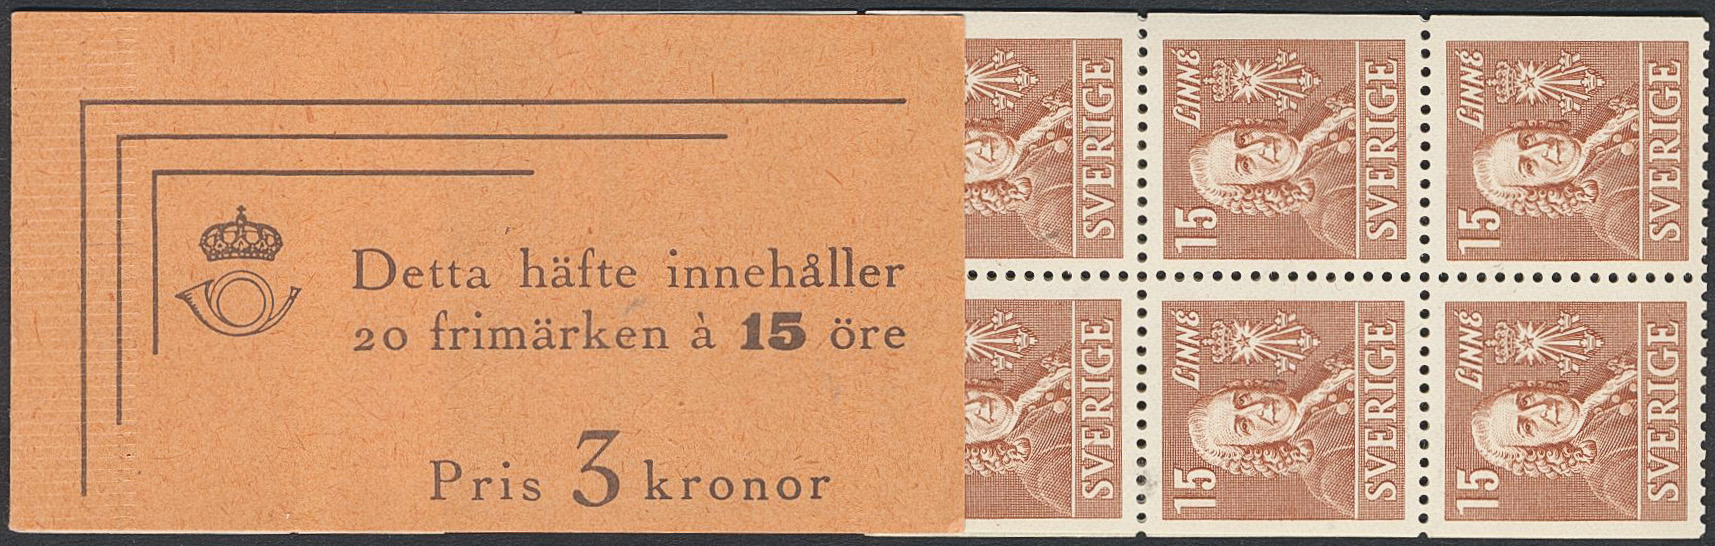 Detta häfte innehåller
20 frimärken à 15 öre
Pris 3 kronor
SVERIGE
LINNÉ
15
SVERIGE
LINNÉ
15
SVERIGE
SVERIGE
LINNÉ
15
SVERIGE
LINNÉ
15
SVERIGE